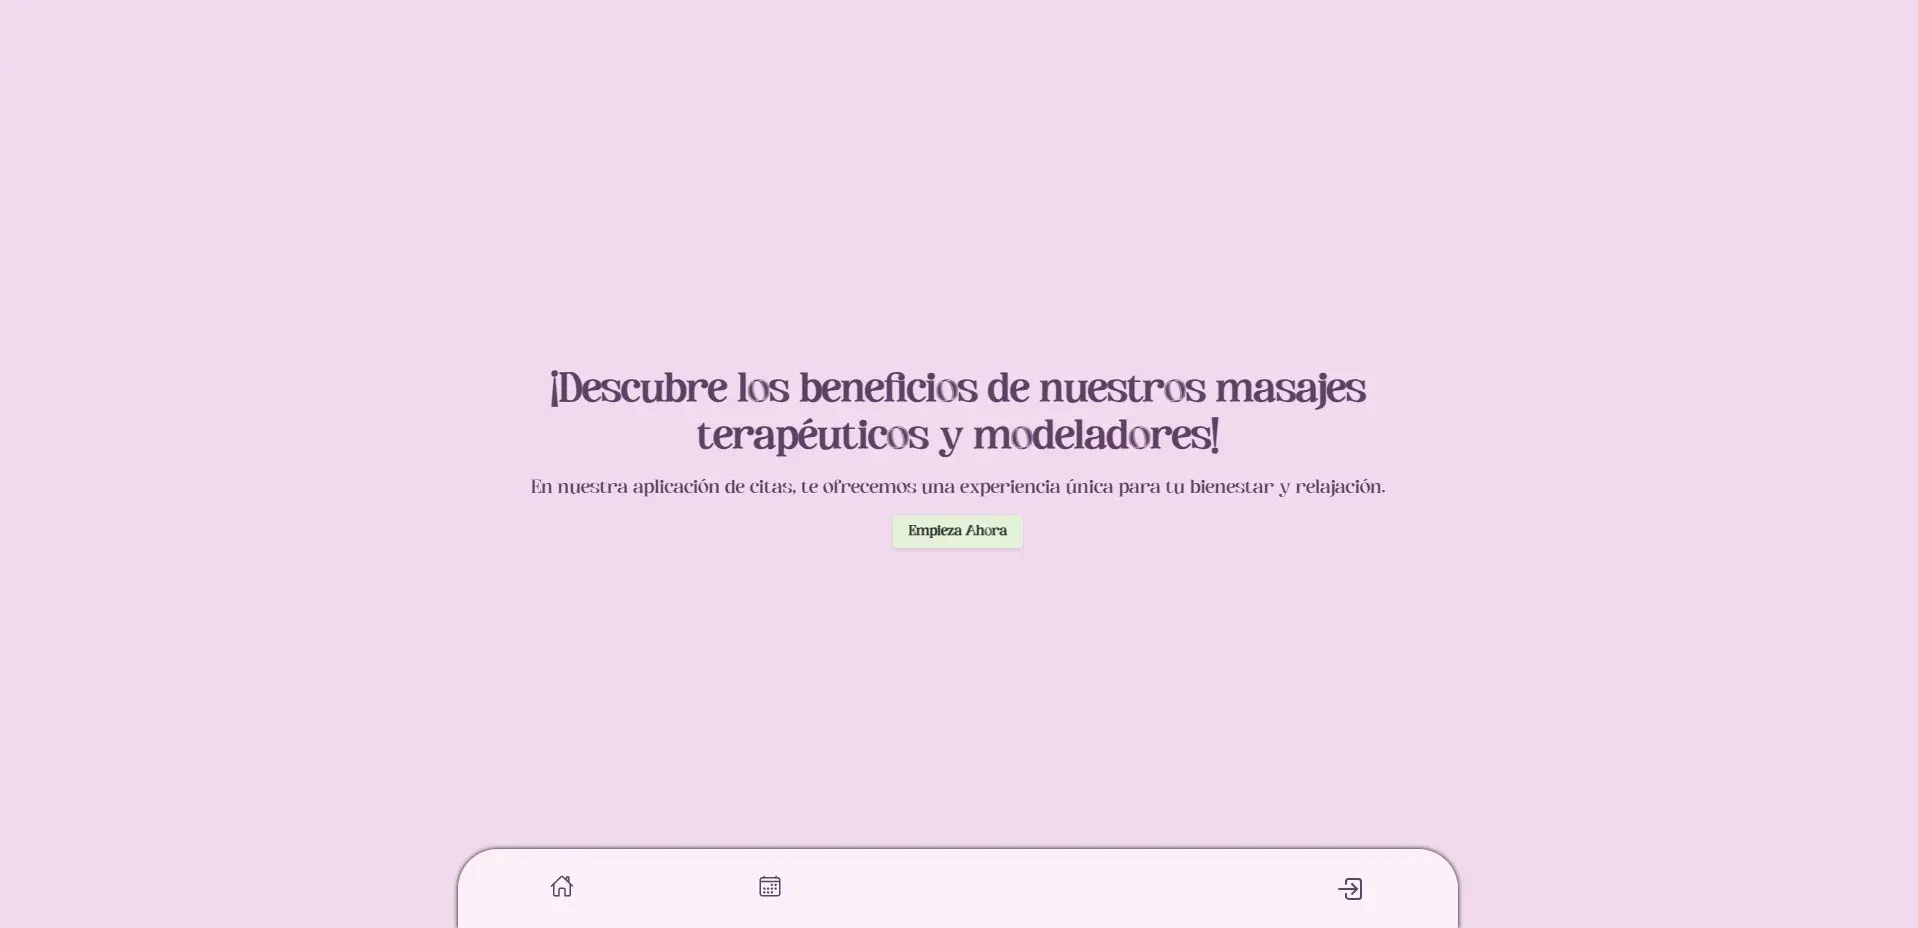 ¡Descubre los beneficios de nuestros masajes
terapéuticos y modeladores!
En nuestra aplicación de citas, te ofrecemos una experiencia única para tu bienestar y relajación.
Empieza Ahora